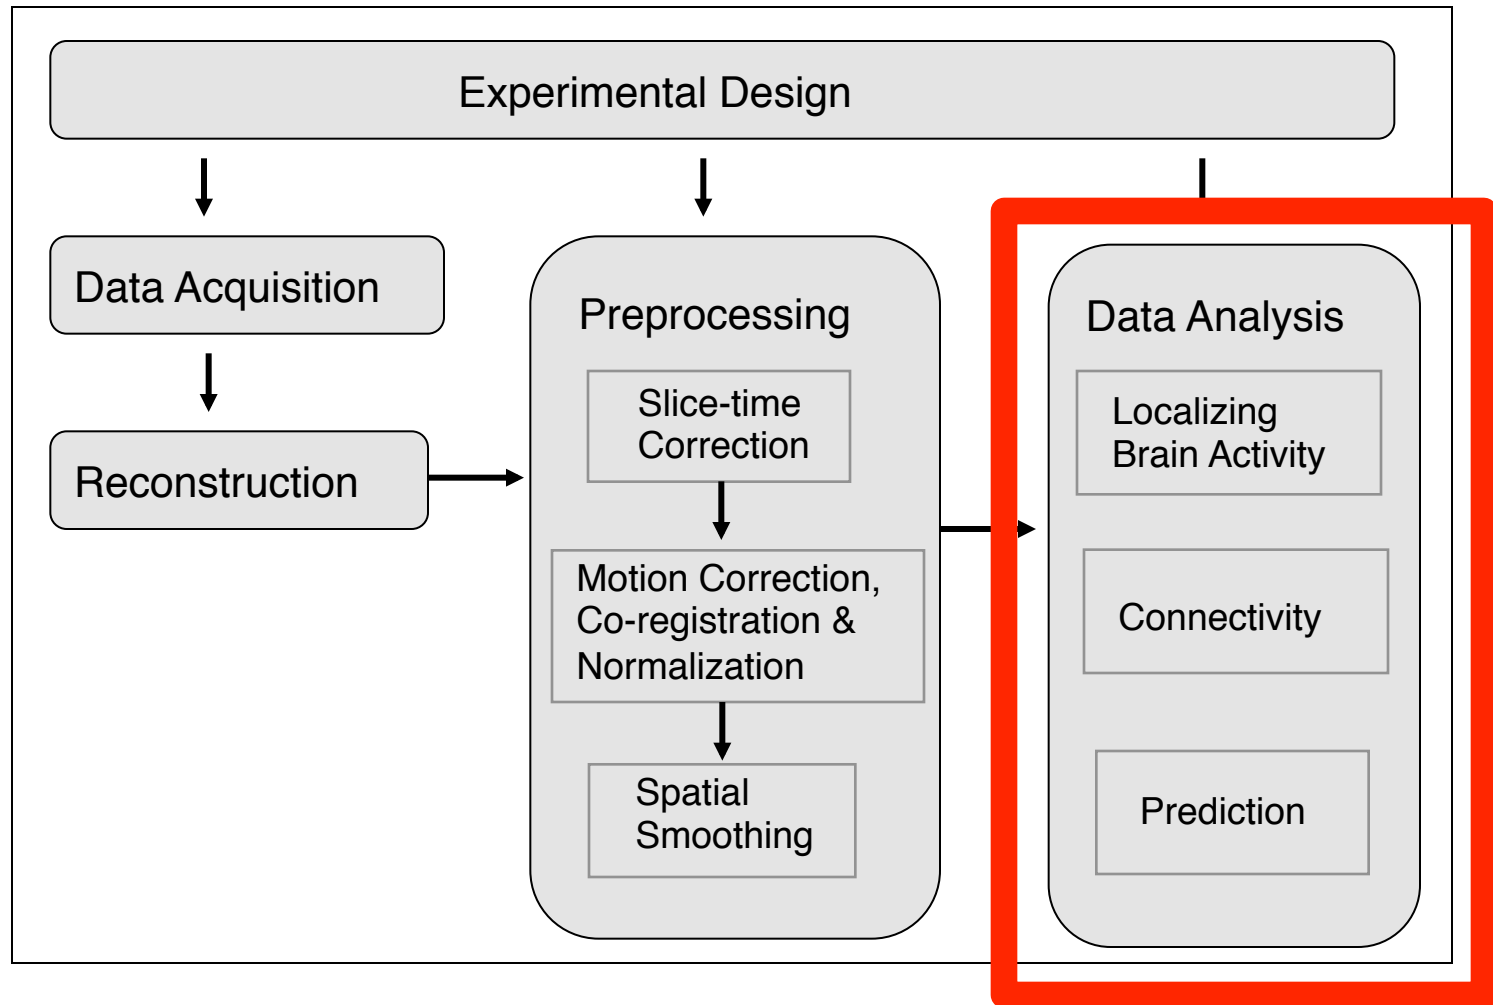 Experimental Design
Data Acquisition
Reconstruction
Preprocessing
Slice-time
Correction
Motion Correction,
Co-registration &
Normalization
Spatial
Smoothing
Data Analysis
Localizing
Brain Activity
Connectivity
Prediction